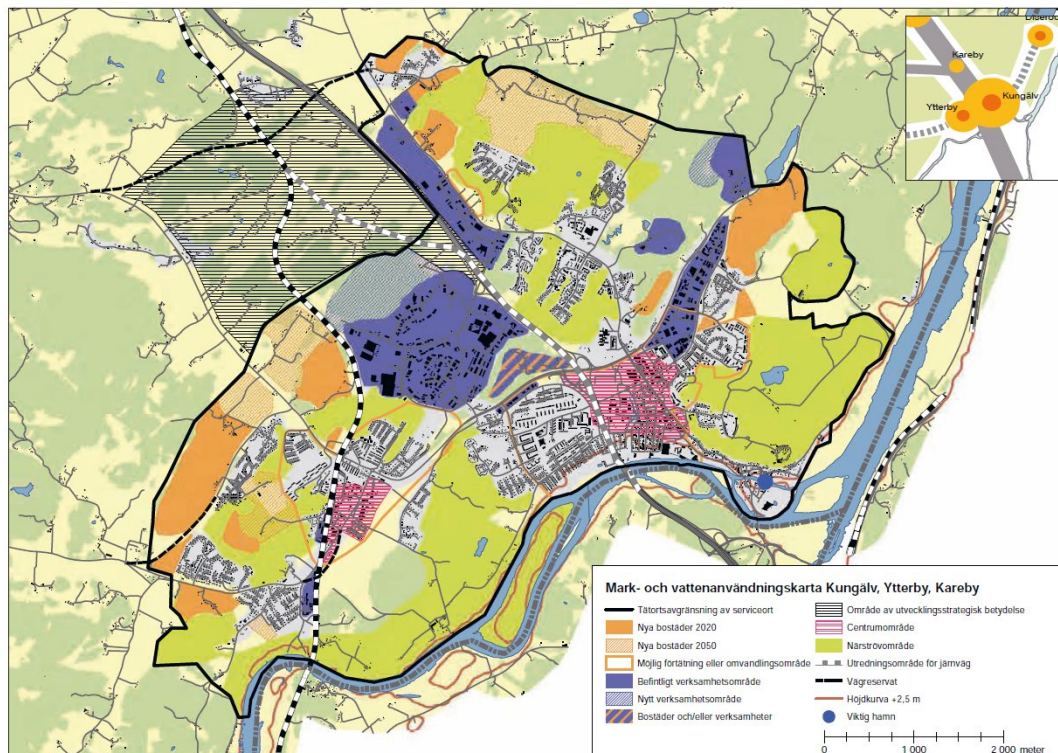 Diseröd
Kareby
Kungälv
Ytterby
Mark- och vattenanvändningskarta Kungälv, Ytterby, Kareby
Tätortsavgränsning av serviceort
Nya bostäder 2020
Nya bostäder 2050
Möjlig förtätning eller omvandlingsområde
Befintligt verksamhetsområde
Nytt verksamhetsområde
Bostäder och/eller verksamheter
Område av utvecklingsstrategisk betydelse
Centrumområde
Närströvområde
Utredningsområde för järnväg
Vägreservat
Höjdkurva +2,5 m
Viktig hamn
0 1 000 2 000 meter